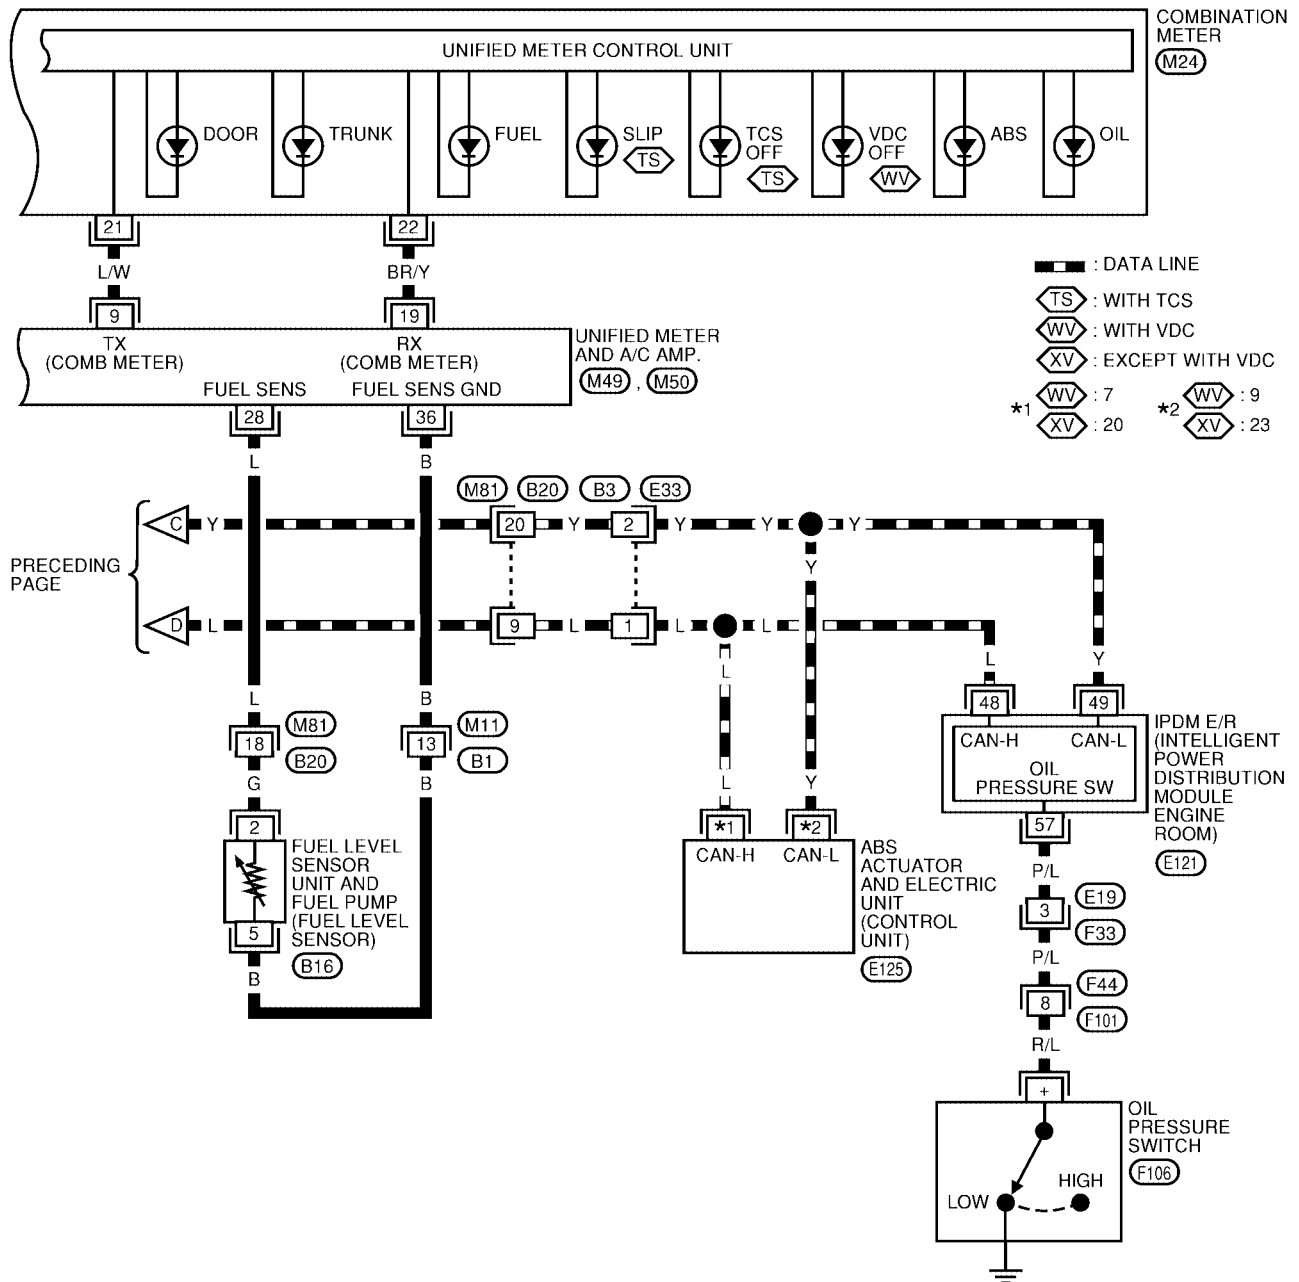 COMBINATION
METER
M24
UNIFIED METER CONTROL UNIT
DOOR
TRUNK
FUEL
SLIP
TS
TCS
OFF
TS
VDC
OFF
WV
ABS
OIL
21
22
L/W
BR/Y
9
19
TX
(COMB METER)
RX
(COMB METER)
FUEL SENS
FUEL SENS GND
UNIFIED METER
AND A/C AMP.
M49 , M50
28
36
: DATA LINE
TS : WITH TCS
WV : WITH VDC
XV : EXCEPT WITH VDC
*1 WV : 7
XV : 20
*2 WV : 9
XV : 23
L
B
M81
B20
B3
E33
PRECEDING
PAGE
C
Y
20
Y
2
Y
Y
Y
Y
D
L
9
L
1
L
L
L
L
Y
L
B
48
49
18
M81
B20
13
M11
B1
CAN-H
CAN-L
OIL
PRESSURE SW
IPDM E/R
(INTELLIGENT
POWER
DISTRIBUTION
MODULE
ENGINE
ROOM)
E121
G
B
L
Y
2
*1
*2
57
FUEL LEVEL
SENSOR
UNIT AND
FUEL PUMP
(FUEL LEVEL
SENSOR)
B16
5
B
CAN-H
CAN-L
ABS
ACTUATOR
AND ELECTRIC
UNIT
(CONTROL
UNIT)
E125
P/L
3
E19
F33
P/L
8
F44
F101
R/L
+
OIL
PRESSURE
SWITCH
F106
LOW
HIGH